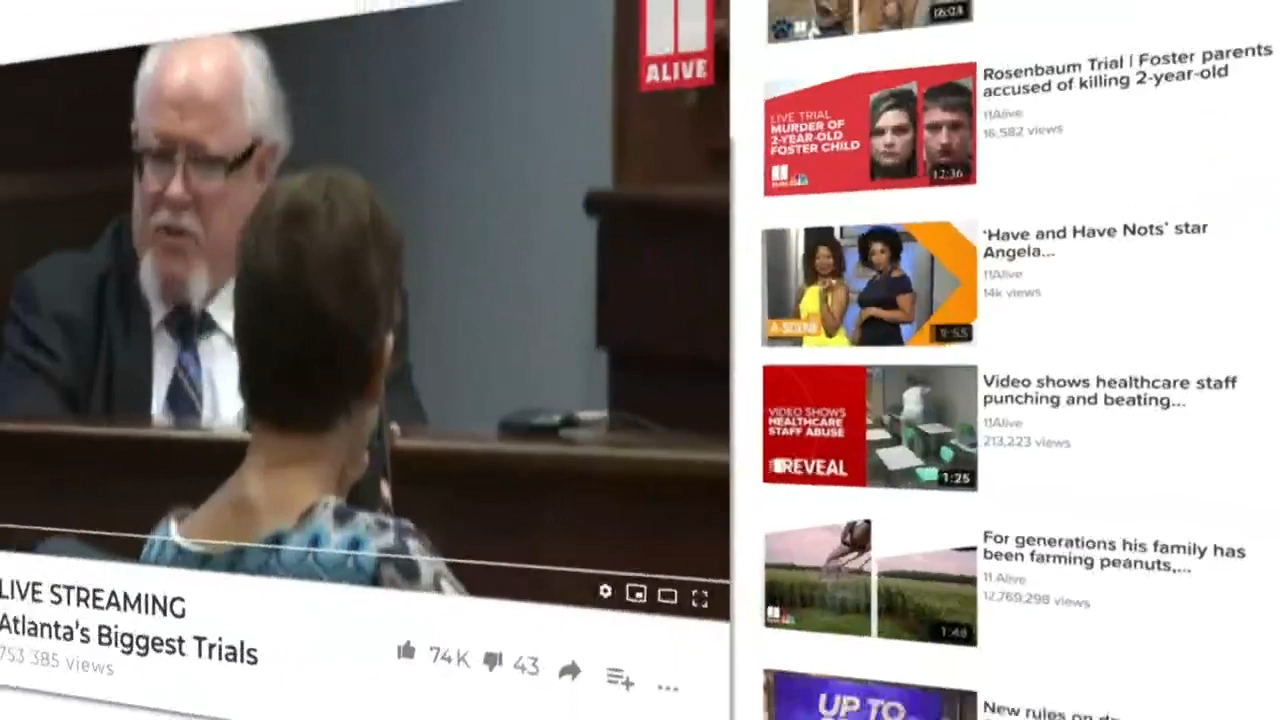 ALIVE
LIVE STREAMING
Atlanta's Biggest Trials
753 385 views
74K
43
16:03
Rosenbaum Trial | Foster parents
accused of killing 2-year-old
11Alive
16,582 views
LIVE TRIAL
MURDER OF
2-YEAR-OLD
FOSTER CHILD
12:36
'Have and Have Nots' star
Angela...
11Alive
14k views
A-SCENE
9:55
Video shows healthcare staff
punching and beating...
11Alive
213,223 views
VIDEO SHOWS
HEALTHCARE
STAFF ABUSE
REVEAL
1:25
For generations his family has
been farming peanuts,...
11 Alive
12,769,298 views
1:48
UP TO
New rules on